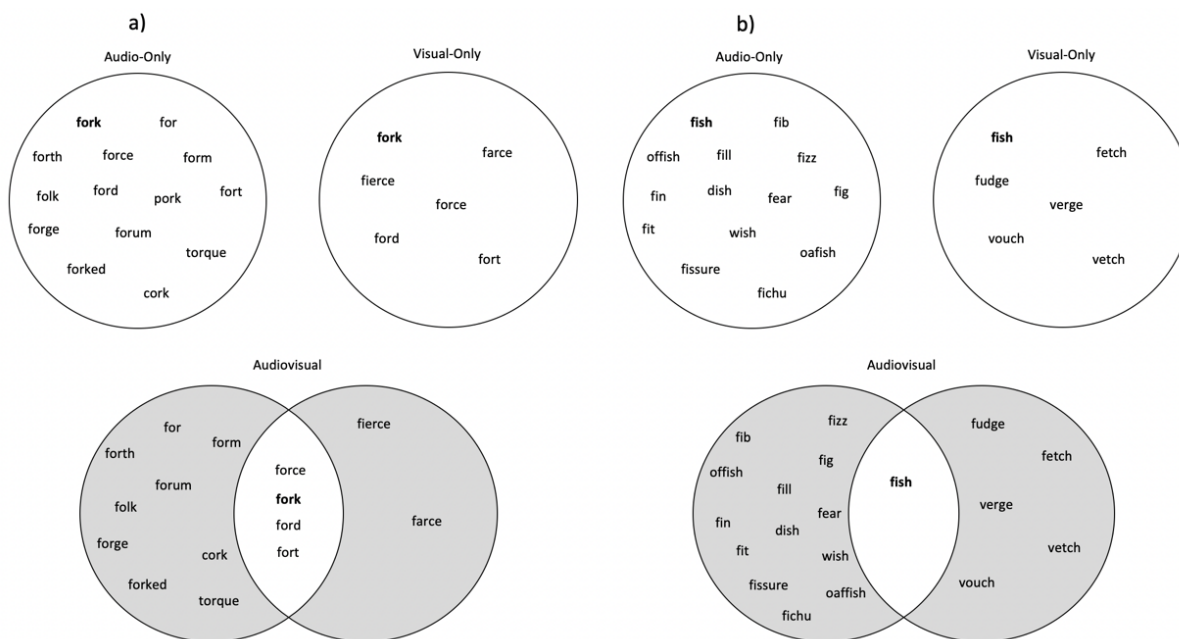 a)
Audio-Only
fork
for
forth
force
form
folk
ford
pork
fort
forge
forum
torque
forked
cork
Visual-Only
fork
farce
fierce
force
ford
fort
Audiovisual
for
form
forth
forum
folk
forge
cork
forked
torque
force
fork
ford
fort
fierce
farce
b)
Audio-Only
fish
fib
offish
fill
fizz
fin
dish
fear
fig
fit
wish
oafish
fissure
fichu
Visual-Only
fish
fetch
fudge
verge
vouch
vetch
Audiovisual
fizz
fib
fig
offish
fill
fin
fear
dish
fit
wish
fissure
oaffish
fichu
fish
fudge
fetch
verge
vetch
vouch